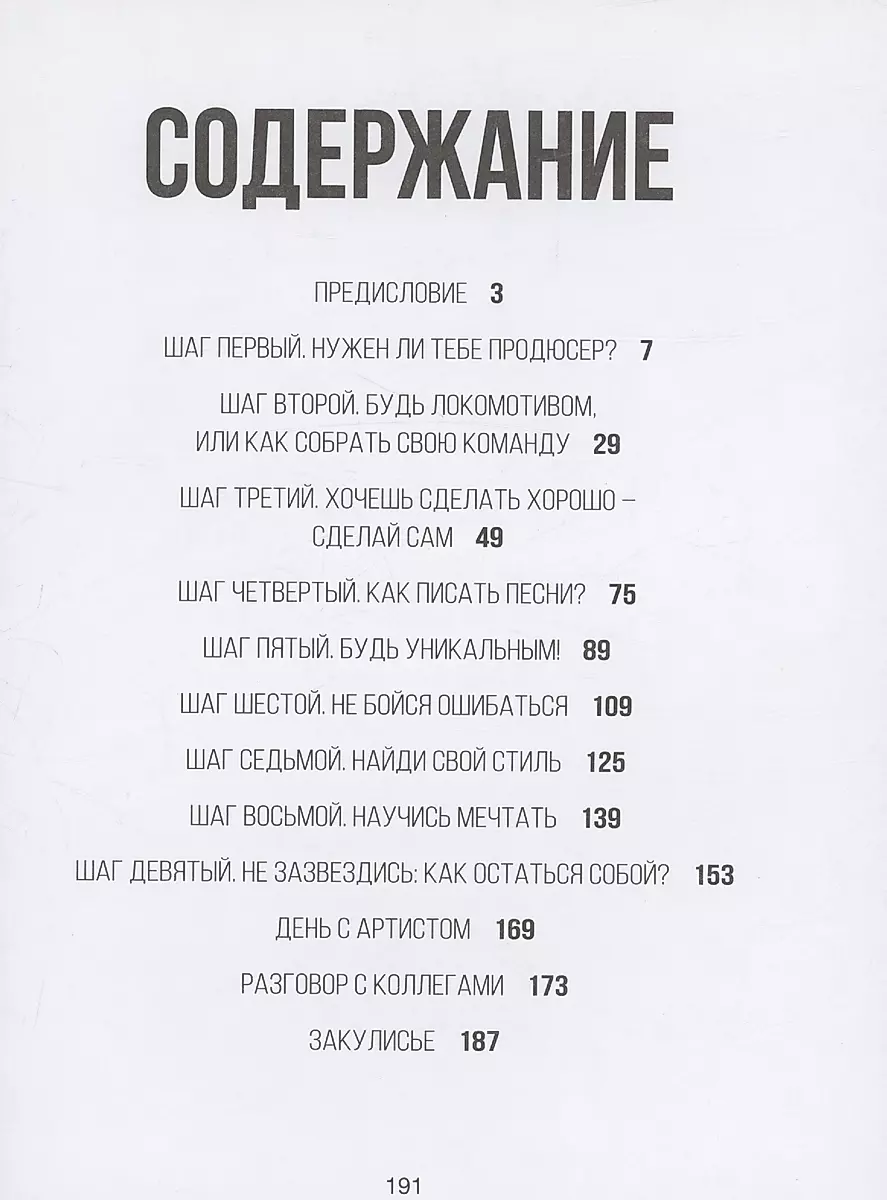 СОДЕРЖАНИЕ
ПРЕДИСЛОВИЕ 3
ШАГ ПЕРВЫЙ. НУЖЕН ЛИ ТЕБЕ ПРОДЮСЕР? 7
ШАГ ВТОРОЙ. БУДЬ ЛОКОМОТИВОМ,
ИЛИ КАК СОБРАТЬ СВОЮ КОМАНДУ 29
ШАГ ТРЕТИЙ. ХОЧЕШЬ СДЕЛАТЬ ХОРОШО –
СДЕЛАЙ САМ 49
ШАГ ЧЕТВЕРТЫЙ. КАК ПИСАТЬ ПЕСНИ? 75
ШАГ ПЯТЫЙ. БУДЬ УНИКАЛЬНЫМ! 89
ШАГ ШЕСТОЙ. НЕ БОЙСЯ ОШИБАТЬСЯ 109
ШАГ СЕДЬМОЙ. НАЙДИ СВОЙ СТИЛЬ 125
ШАГ ВОСЬМОЙ. НАУЧИСЬ МЕЧТАТЬ 139
ШАГ ДЕВЯТЫЙ. НЕ ЗАЗВЕЗДИСЬ: КАК ОСТАТЬСЯ СОБОЙ? 153
ДЕНЬ С АРТИСТОМ 169
РАЗГОВОР С КОЛЛЕГАМИ 173
ЗАКУЛИСЬЕ 187
191